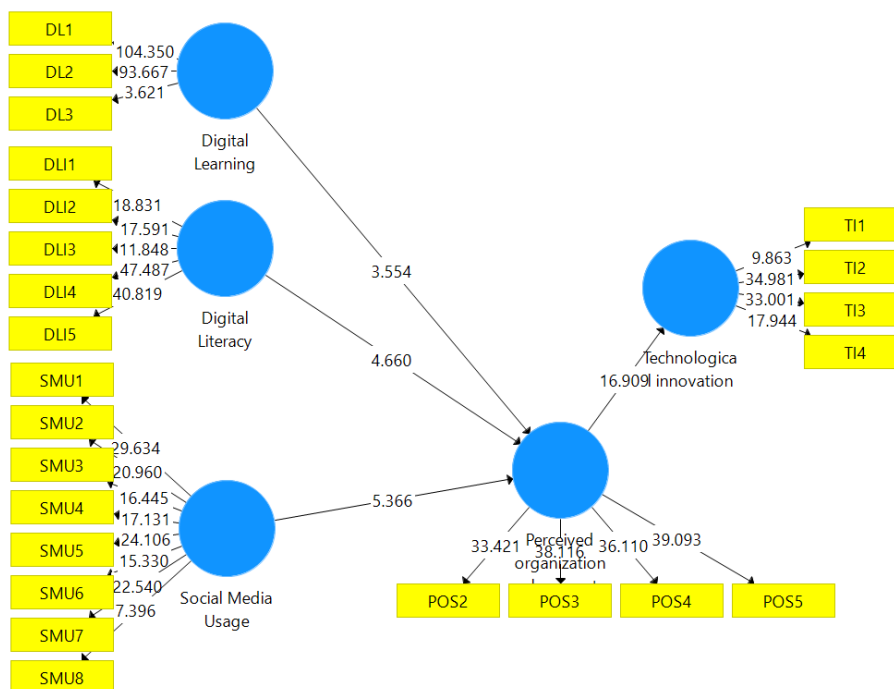 DL1
104.350
DL2
93.667
DL3
3.621
Digital
Learning
DLI1
DLI2
18.831
17.591
DLI3
11.848
47.487
DLI4
40.819
DLI5
Digital
Literacy
SMU1
SMU2
29.634
20.960
SMU3
16.445
SMU4
17.131
24.106
SMU5
15.330
SMU6
22.540
7.396
SMU7
SMU8
Social Media
Usage
3.554
4.660
5.366
16.909
TI1
9.863
TI2
34.981
33.001
TI3
17.944
TI4
Technologica
l innovation
Perceived
organization
33.421
38.116
36.110
39.093
POS2
POS3
POS4
POS5